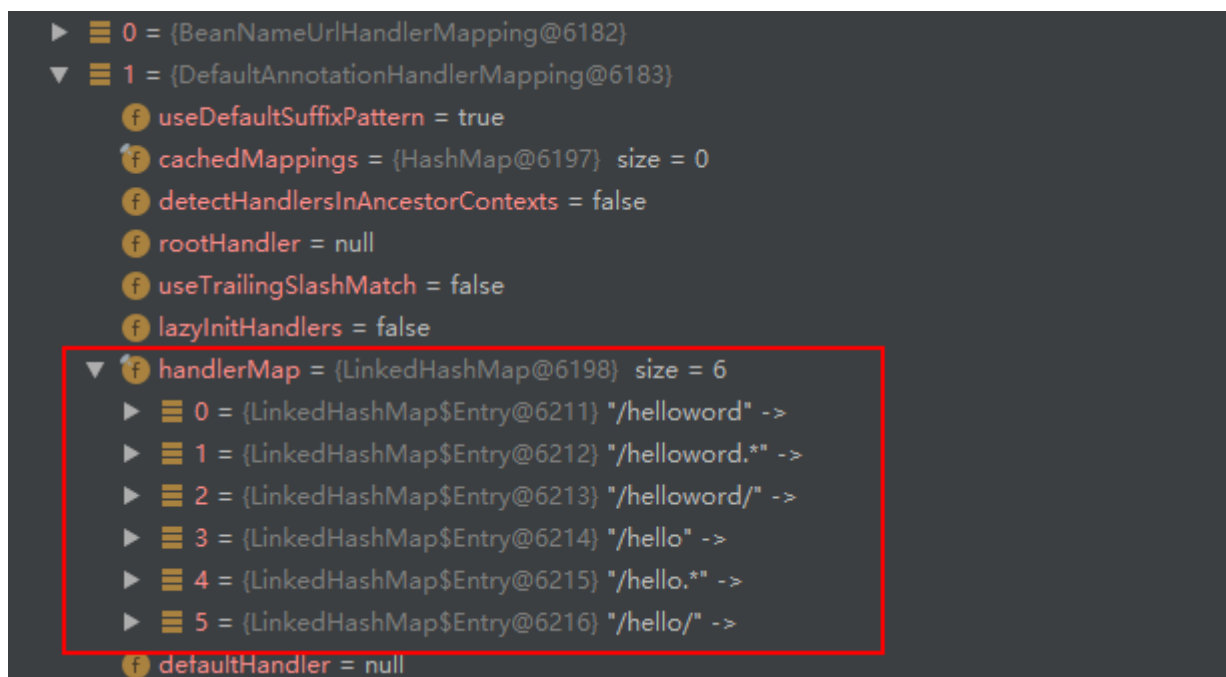 0 = {BeanNameUrlHandlerMapping@6182}
1 = {DefaultAnnotationHandlerMapping@6183}
f useDefaultSuffixPattern = true
f cachedMappings = {HashMap@6197} size = 0
f detectHandlersInAncestorContexts = false
f rootHandler = null
f useTrailingSlashMatch = false
f lazyInitHandlers = false
f handlerMap = {LinkedHashMap@6198} size = 6
0 = {LinkedHashMap$Entry@6211} "/helloword" ->
1 = {LinkedHashMap$Entry@6212} "/helloword.*" ->
2 = {LinkedHashMap$Entry@6213} "/helloword/" ->
3 = {LinkedHashMap$Entry@6214} "/hello" ->
4 = {LinkedHashMap$Entry@6215} "/hello.*" ->
5 = {LinkedHashMap$Entry@6216} "/hello/" ->
f defaultHandler = null